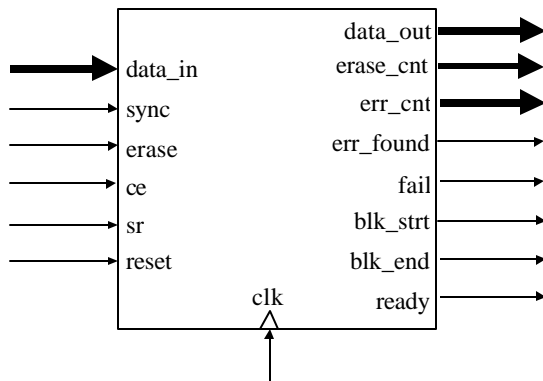 data_in
sync
erase
ce
sr
reset
clk
data_out
erase_cnt
err_cnt
err_found
fail
blk_strt
blk_end
ready